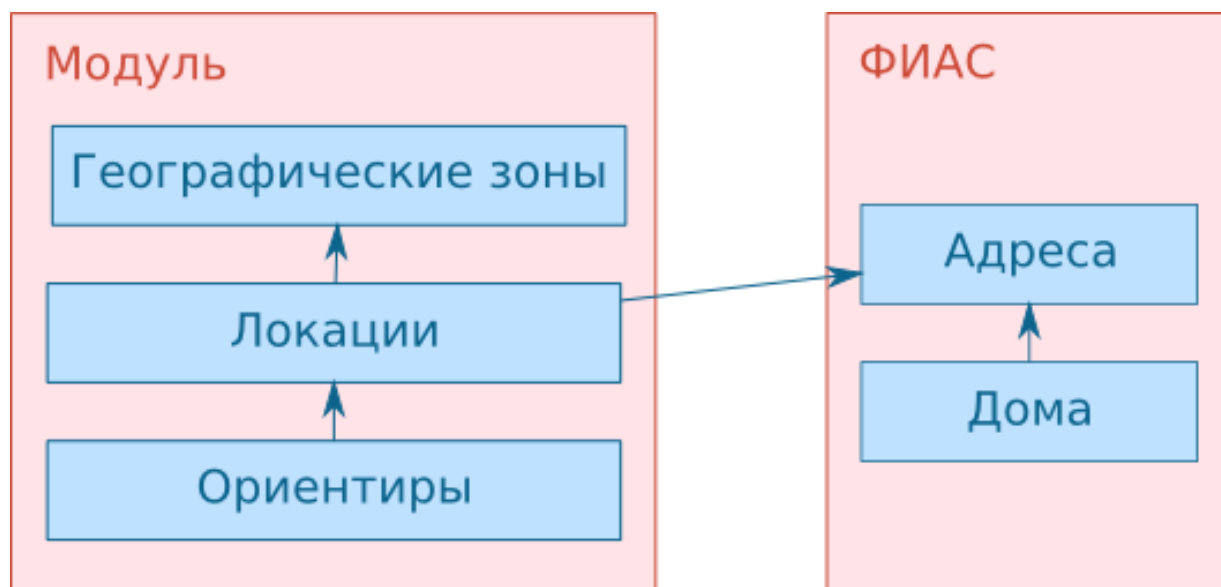 Модуль
Географические зоны
Локации
Ориентиры
ФИАС
Адреса
Дома